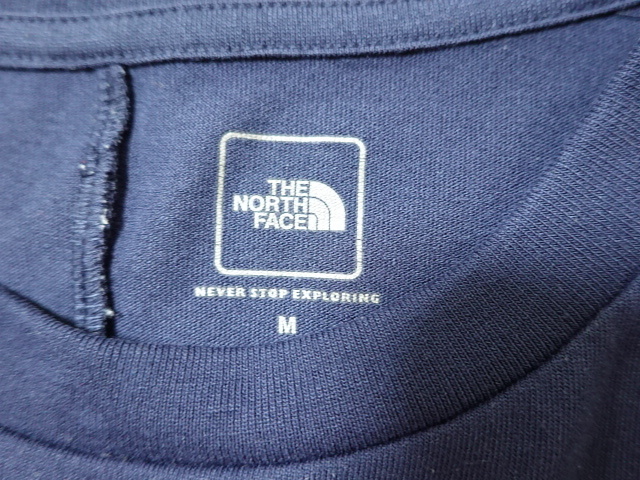 THE
NORTH
FACE
NEVER STOP EXPLORING
M